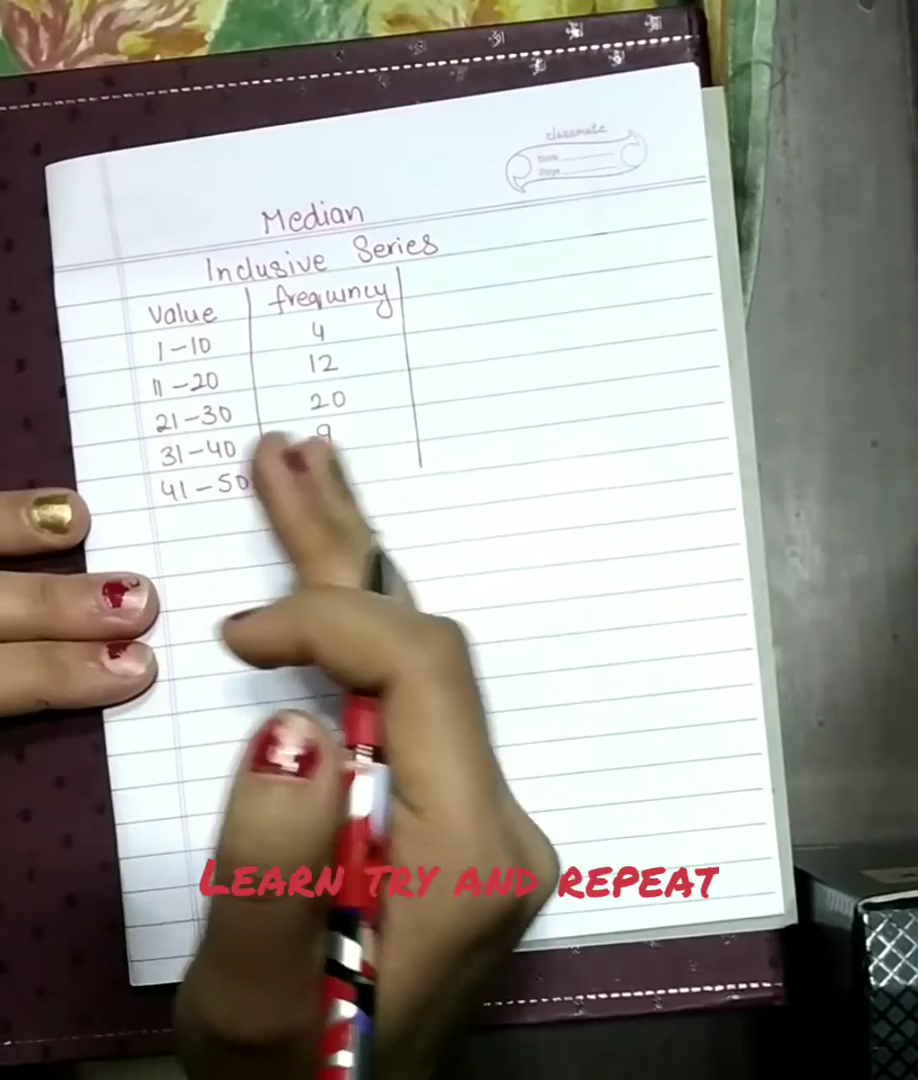 classmate
Date
Page
Median
Inclusive Series
Value frequncy
1-10 4
11-20 12
21-30 20
31-40 9
41-50
LEARN TRY AND REPEAT